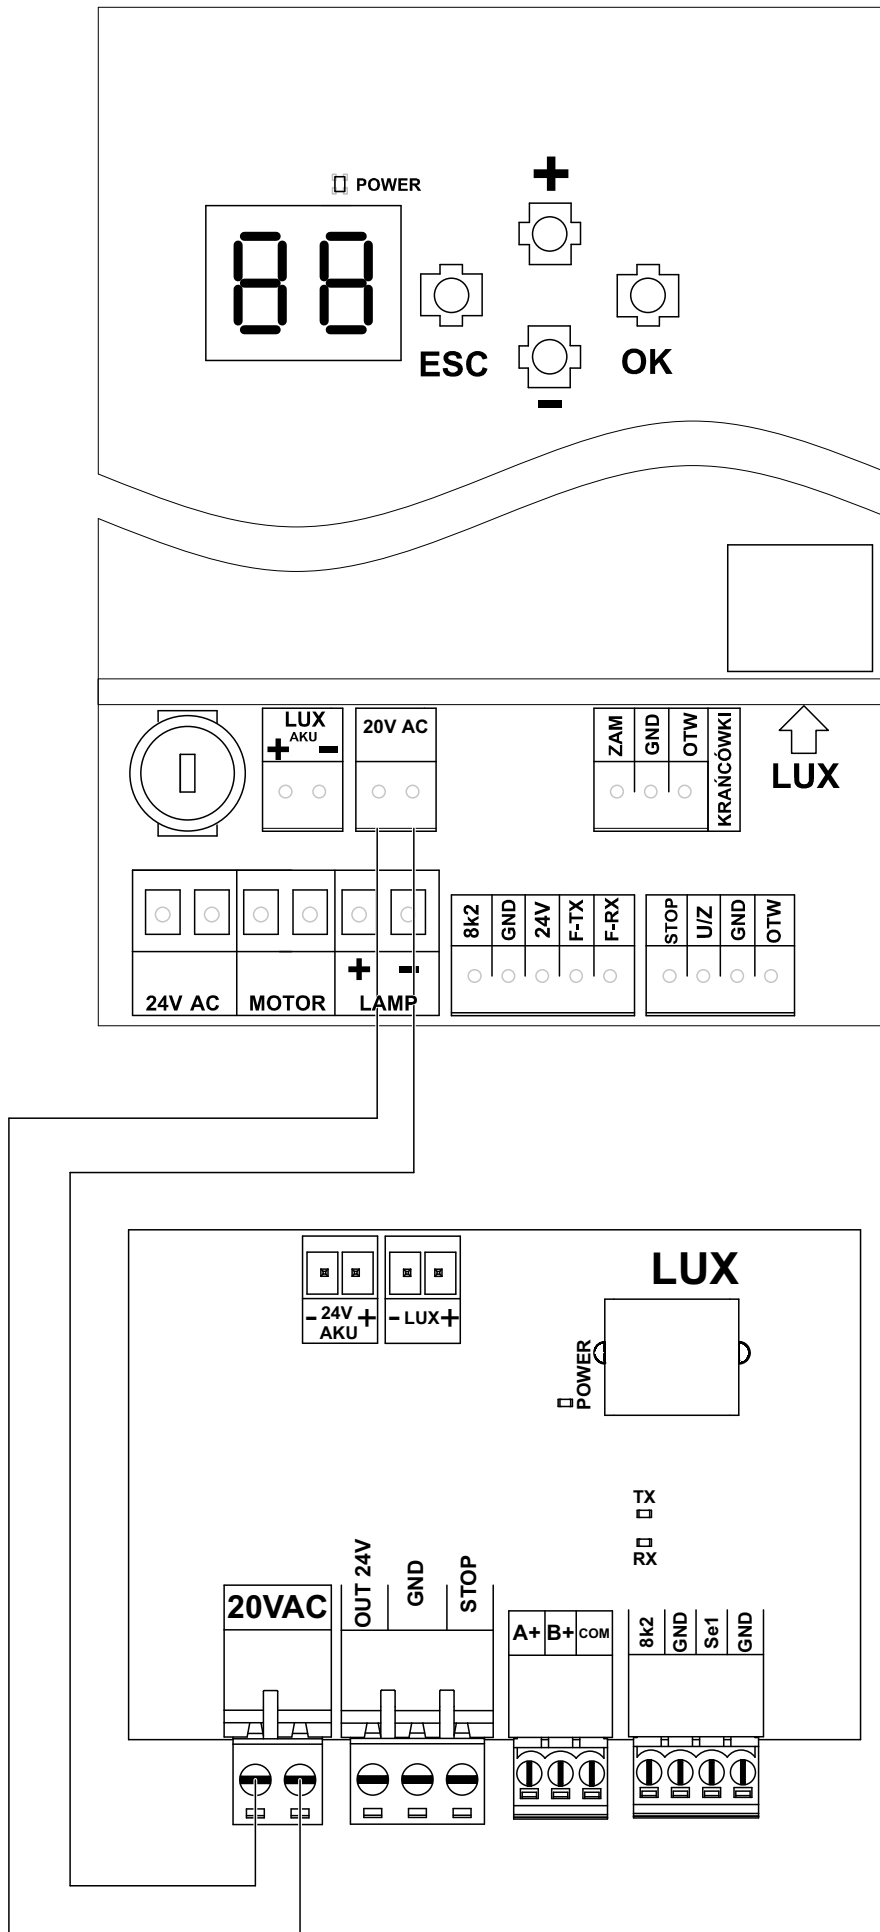 POWER
+
88
ESC
OK
-
LUX
AKU
+ -
20V AC
ZAM
GND
OTW
KRAŃCÓWKI
LUX
8k2
GND
24V
F-TX
F-RX
STOP
U/Z
GND
OTW
+ -
24V AC
MOTOR
LAMP
LUX
- 24V +
AKU
- LUX +
POWER
TX
RX
20VAC
OUT 24V
GND
STOP
A+
B+
COM
8k2
GND
Se1
GND